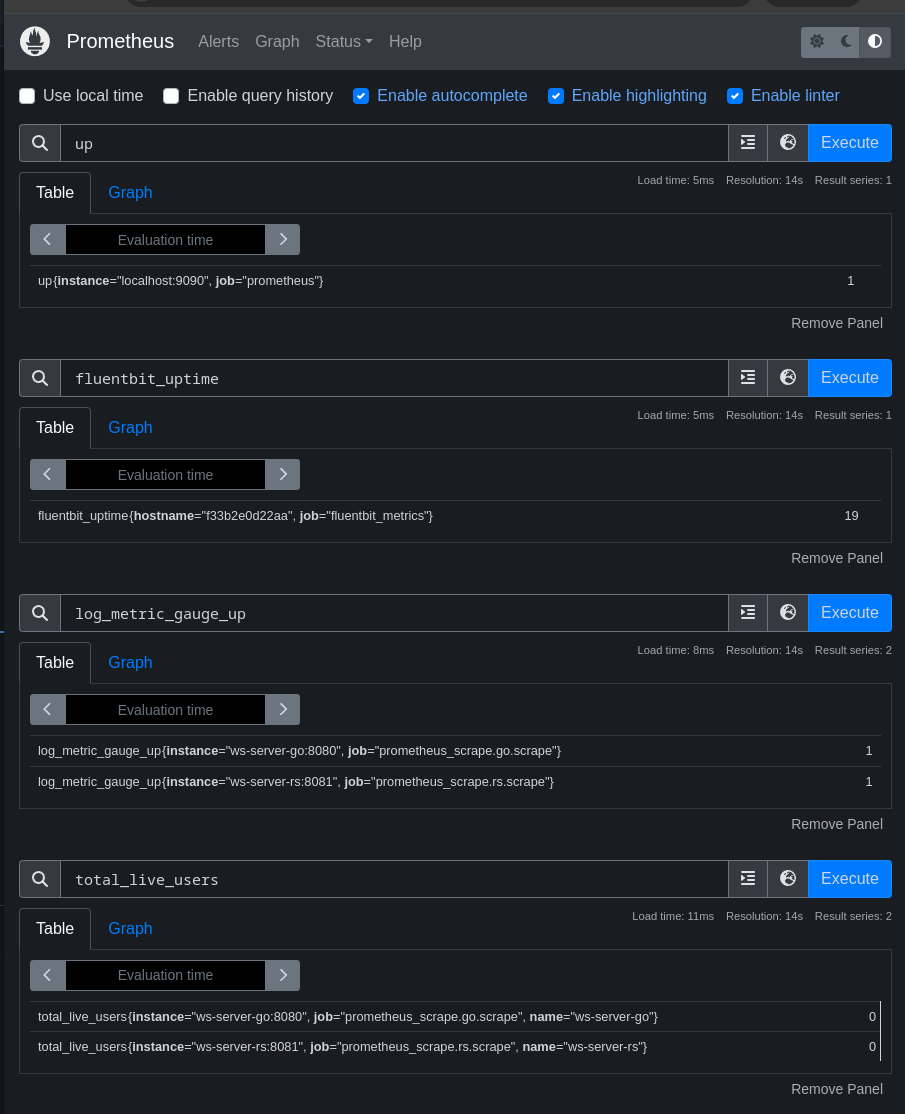 Prometheus Alerts Graph Status Help
Use local time Enable query history Enable autocomplete Enable highlighting Enable linter
up Execute
Table Graph Load time: 5ms Resolution: 14s Result series: 1
Evaluation time
up{instance="localhost:9090", job="prometheus"} 1
Remove Panel
fluentbit_uptime Execute
Table Graph Load time: 5ms Resolution: 14s Result series: 1
Evaluation time
fluentbit_uptime{hostname="f33b2e0d22aa", job="fluentbit_metrics"} 19
Remove Panel
log_metric_gauge_up Execute
Table Graph Load time: 8ms Resolution: 14s Result series: 2
Evaluation time
log_metric_gauge_up{instance="ws-server-go:8080", job="prometheus_scrape.go.scrape"} 1
log_metric_gauge_up{instance="ws-server-rs:8081", job="prometheus_scrape.rs.scrape"} 1
Remove Panel
total_live_users Execute
Table Graph Load time: 11ms Resolution: 14s Result series: 2
Evaluation time
total_live_users{instance="ws-server-go:8080", job="prometheus_scrape.go.scrape", name="ws-server-go"} 0
total_live_users{instance="ws-server-rs:8081", job="prometheus_scrape.rs.scrape", name="ws-server-rs"} 0
Remove Panel